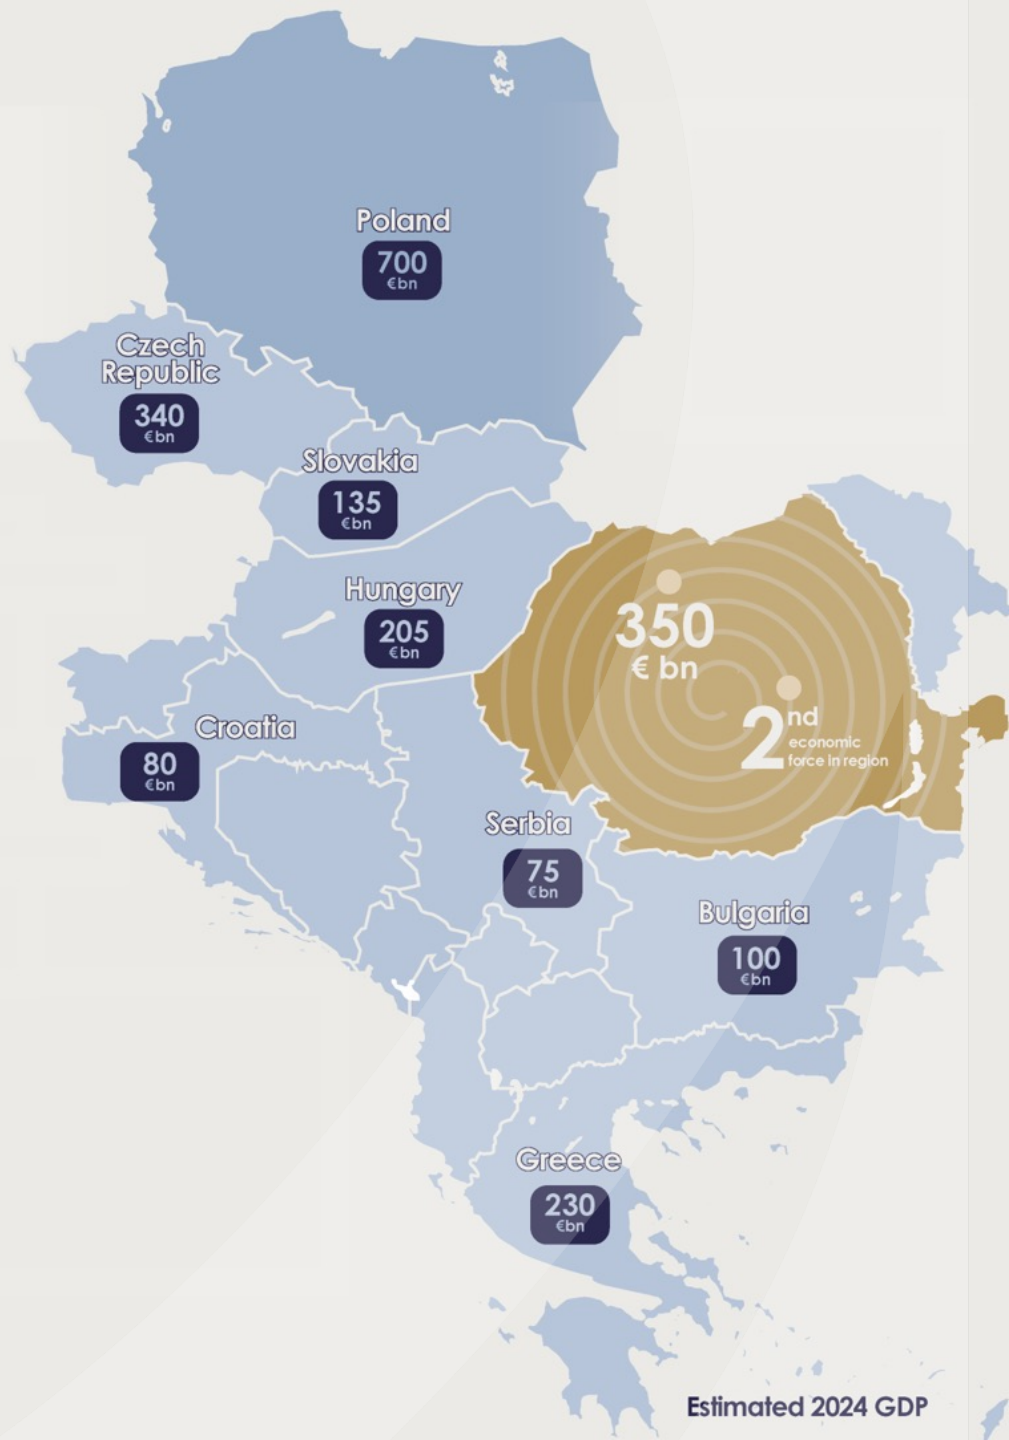 Poland
700
€bn
Czech
Republic
340
€bn
Slovakia
135
€bn
Hungary
205
€bn
350
€ bn
2nd
economic
force in region
Croatia
80
€bn
Serbia
75
€bn
Bulgaria
100
€bn
Greece
230
€bn
Estimated 2024 GDP